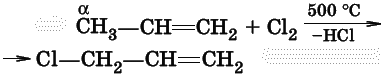 α
CH₃—CH=CH₂ + Cl₂ 500 °C −HCl →
→ Cl—CH₂—CH=CH₂